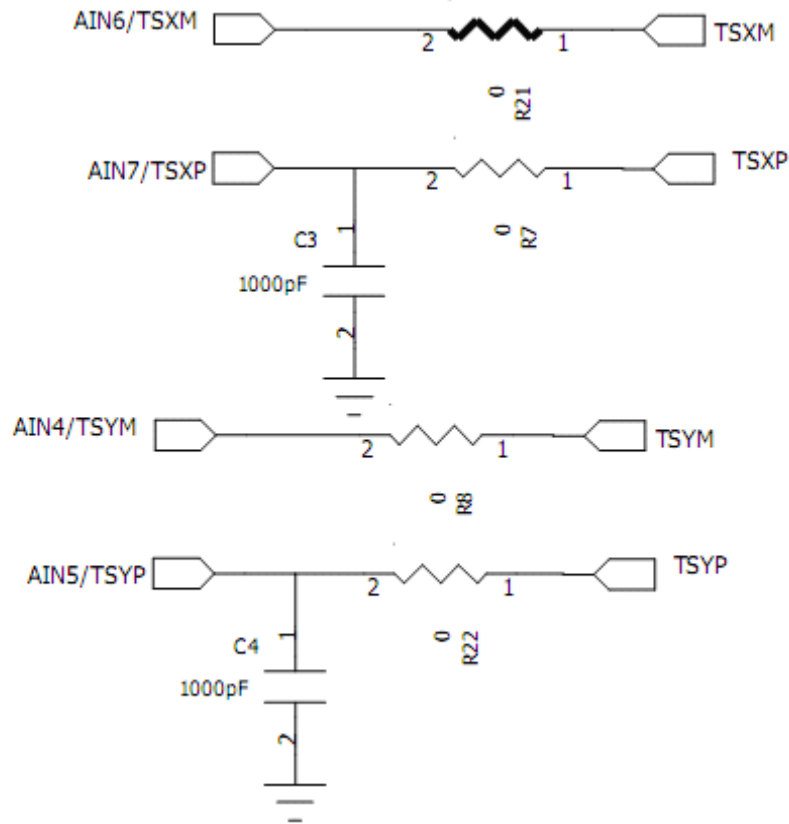 AIN6/TSXM 2 1 TSXM
0
R21
AIN7/TSXP 2 1 TSXP
0
R7
C3 1
1000pF
2
AIN4/TSYM 2 1 TSYM
0
R8
AIN5/TSYP 2 1 TSYP
0
R22
C4 1
1000pF
2